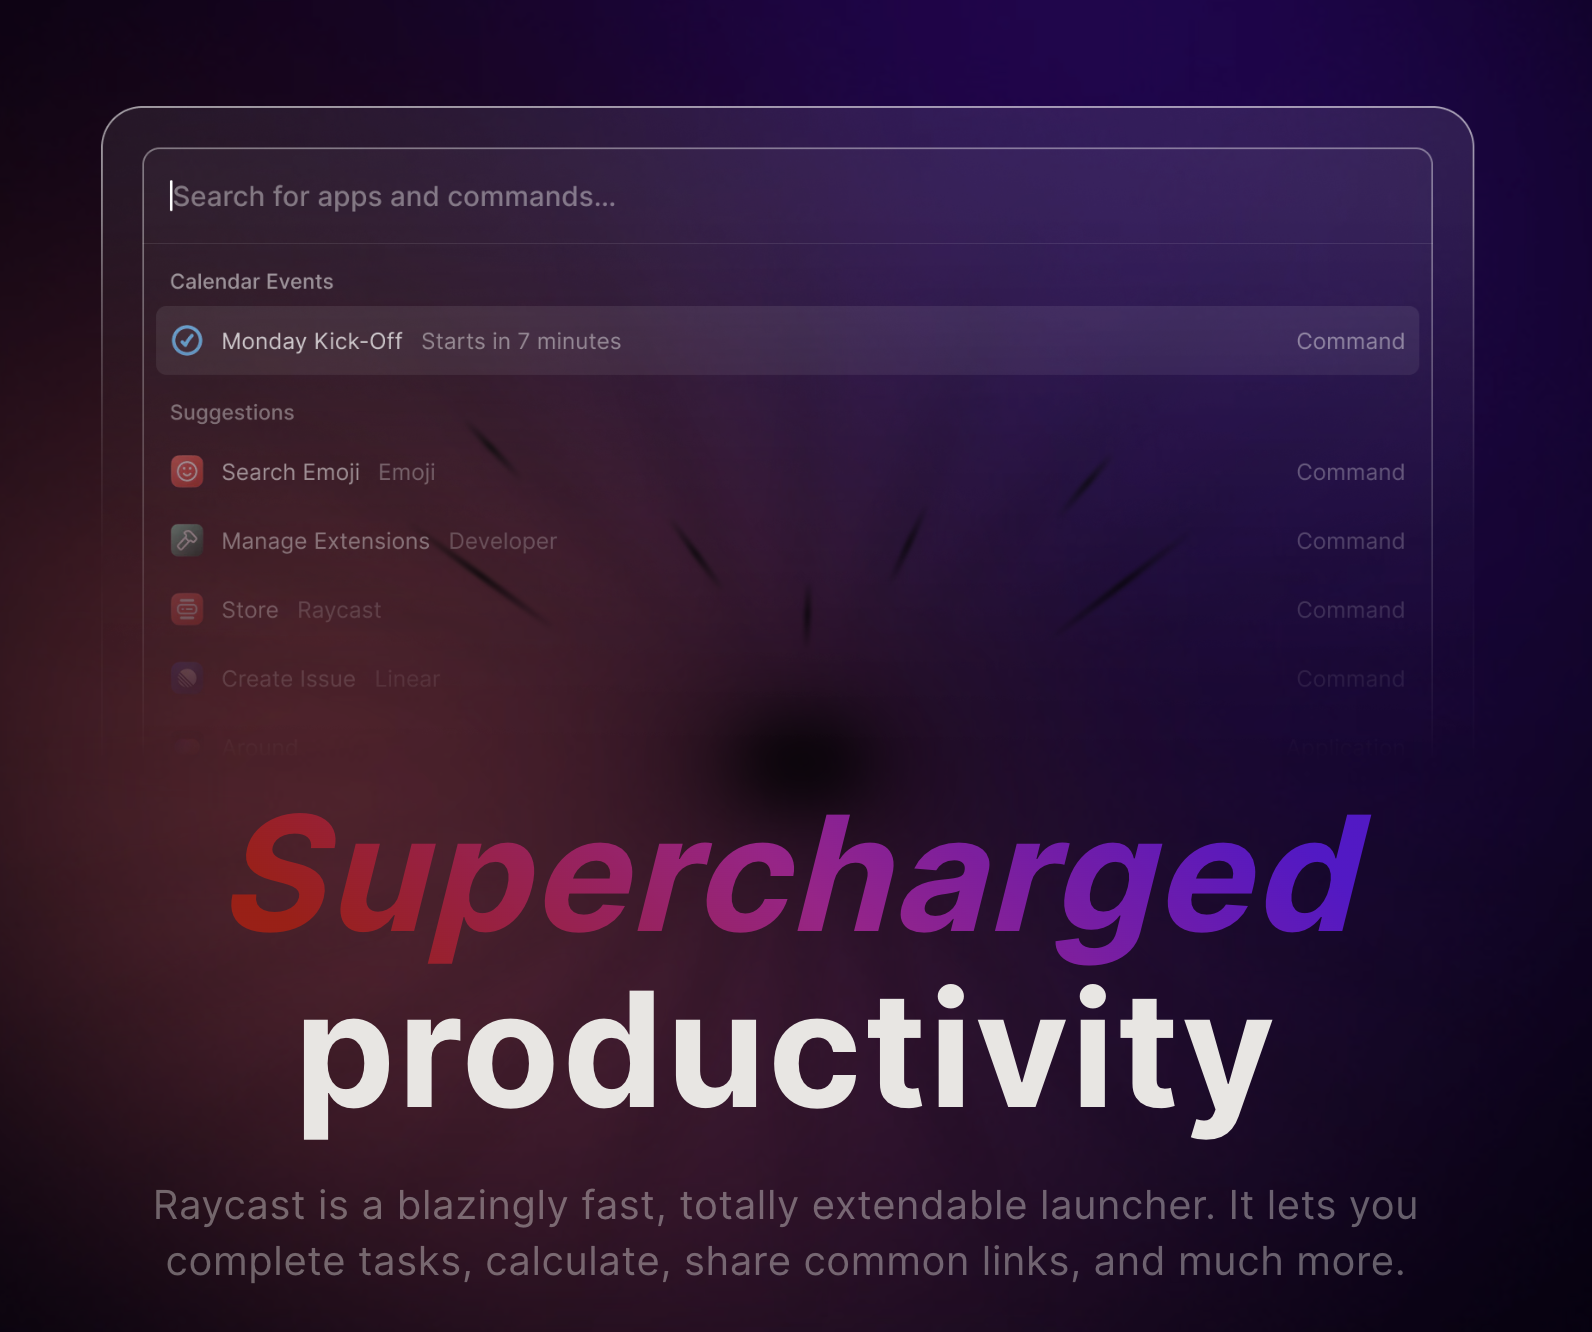 Search for apps and commands...
Calendar Events
Monday Kick-Off Starts in 7 minutes Command
Suggestions
Search Emoji Emoji Command
Manage Extensions Developer Command
Store Raycast Command
Create Issue Linear Command
Around Application
Supercharged
productivity
Raycast is a blazingly fast, totally extendable launcher. It lets you
complete tasks, calculate, share common links, and much more.